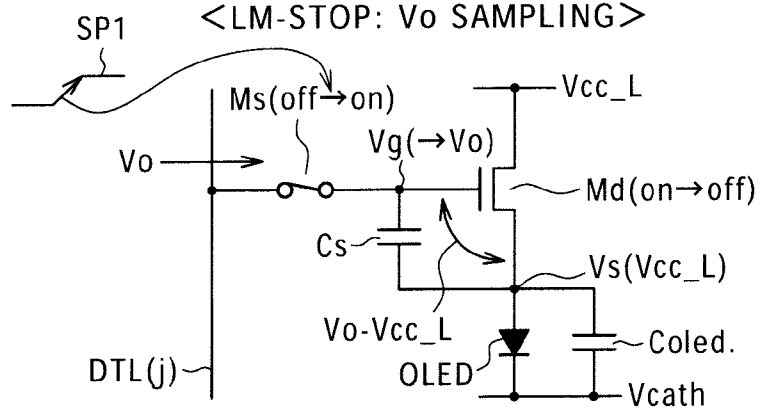 <LM-STOP: Vo SAMPLING>
SP1
Ms(off→on)
Vcc_L
Vo
Vg(→Vo)
Md(on→off)
Cs
Vs(Vcc_L)
Vo-Vcc_L
OLED
Coled.
DTL(j)
Vcath